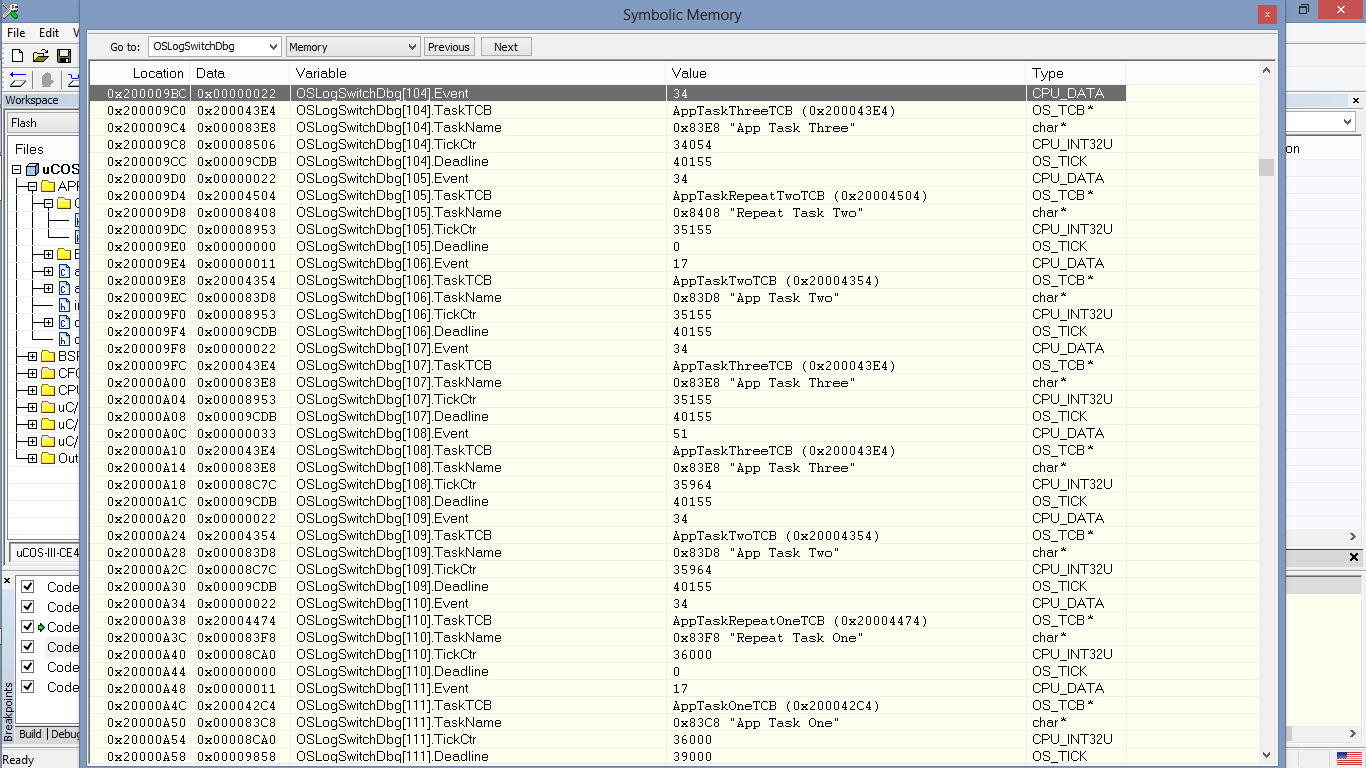 Symbolic Memory
File Edit V
Go to: OSLogSwitchDbg Memory Previous Next
Workspace
Flash
Files
uCOS
APP
BSP
CFG
CPU
uC/
uC/
uC/
Out
uCOS-III-CE4
Location Data Variable Value Type
0x200009BC 0x00000022 OSLogSwitchDbg[104].Event 34 CPU_DATA
0x200009C0 0x200043E4 OSLogSwitchDbg[104].TaskTCB AppTaskThreeTCB (0x200043E4) OS_TCB*
0x200009C4 0x000083E8 OSLogSwitchDbg[104].TaskName 0x83E8 "App Task Three" char*
0x200009C8 0x00008506 OSLogSwitchDbg[104].TickCtr 34054 CPU_INT32U
0x200009CC 0x00009CDB OSLogSwitchDbg[104].Deadline 40155 OS_TICK
0x200009D0 0x00000022 OSLogSwitchDbg[105].Event 34 CPU_DATA
0x200009D4 0x20004504 OSLogSwitchDbg[105].TaskTCB AppTaskRepeatTwoTCB (0x20004504) OS_TCB*
0x200009D8 0x00008408 OSLogSwitchDbg[105].TaskName 0x8408 "Repeat Task Two" char*
0x200009DC 0x00008953 OSLogSwitchDbg[105].TickCtr 35155 CPU_INT32U
0x200009E0 0x00000000 OSLogSwitchDbg[105].Deadline 0 OS_TICK
0x200009E4 0x00000011 OSLogSwitchDbg[106].Event 17 CPU_DATA
0x200009E8 0x20004354 OSLogSwitchDbg[106].TaskTCB AppTaskTwoTCB (0x20004354) OS_TCB*
0x200009EC 0x000083D8 OSLogSwitchDbg[106].TaskName 0x83D8 "App Task Two" char*
0x200009F0 0x00008953 OSLogSwitchDbg[106].TickCtr 35155 CPU_INT32U
0x200009F4 0x00009CDB OSLogSwitchDbg[106].Deadline 40155 OS_TICK
0x200009F8 0x00000022 OSLogSwitchDbg[107].Event 34 CPU_DATA
0x200009FC 0x200043E4 OSLogSwitchDbg[107].TaskTCB AppTaskThreeTCB (0x200043E4) OS_TCB*
0x20000A00 0x000083E8 OSLogSwitchDbg[107].TaskName 0x83E8 "App Task Three" char*
0x20000A04 0x00008953 OSLogSwitchDbg[107].TickCtr 35155 CPU_INT32U
0x20000A08 0x00009CDB OSLogSwitchDbg[107].Deadline 40155 OS_TICK
0x20000A0C 0x00000033 OSLogSwitchDbg[108].Event 51 CPU_DATA
0x20000A10 0x200043E4 OSLogSwitchDbg[108].TaskTCB AppTaskThreeTCB (0x200043E4) OS_TCB*
0x20000A14 0x000083E8 OSLogSwitchDbg[108].TaskName 0x83E8 "App Task Three" char*
0x20000A18 0x00008C7C OSLogSwitchDbg[108].TickCtr 35964 CPU_INT32U
0x20000A1C 0x00009CDB OSLogSwitchDbg[108].Deadline 40155 OS_TICK
0x20000A20 0x00000022 OSLogSwitchDbg[109].Event 34 CPU_DATA
0x20000A24 0x20004354 OSLogSwitchDbg[109].TaskTCB AppTaskTwoTCB (0x20004354) OS_TCB*
0x20000A28 0x000083D8 OSLogSwitchDbg[109].TaskName 0x83D8 "App Task Two" char*
0x20000A2C 0x00008C7C OSLogSwitchDbg[109].TickCtr 35964 CPU_INT32U
0x20000A30 0x00009CDB OSLogSwitchDbg[109].Deadline 40155 OS_TICK
0x20000A34 0x00000022 OSLogSwitchDbg[110].Event 34 CPU_DATA
0x20000A38 0x20004474 OSLogSwitchDbg[110].TaskTCB AppTaskRepeatOneTCB (0x20004474) OS_TCB*
0x20000A3C 0x000083F8 OSLogSwitchDbg[110].TaskName 0x83F8 "Repeat Task One" char*
0x20000A40 0x00008CA0 OSLogSwitchDbg[110].TickCtr 36000 CPU_INT32U
0x20000A44 0x00000000 OSLogSwitchDbg[110].Deadline 0 OS_TICK
0x20000A48 0x00000011 OSLogSwitchDbg[111].Event 17 CPU_DATA
0x20000A4C 0x200042C4 OSLogSwitchDbg[111].TaskTCB AppTaskOneTCB (0x200042C4) OS_TCB*
0x20000A50 0x000083C8 OSLogSwitchDbg[111].TaskName 0x83C8 "App Task One" char*
0x20000A54 0x00008CA0 OSLogSwitchDbg[111].TickCtr 36000 CPU_INT32U
0x20000A58 0x00009858 OSLogSwitchDbg[111].Deadline 39000 OS_TICK
on
Code
Code
Code
Code
Code
Code
Breakpoints
Build Debug
Ready